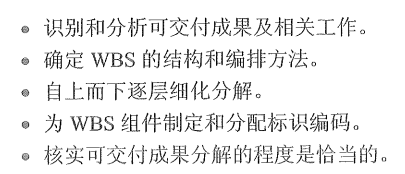 ● 识别和分析可交付成果及相关工作。
● 确定 WBS 的结构和编排方法。
● 自上而下逐层细化分解。
● 为 WBS 组件制定和分配标识编码。
● 核实可交付成果分解的程度是恰当的。